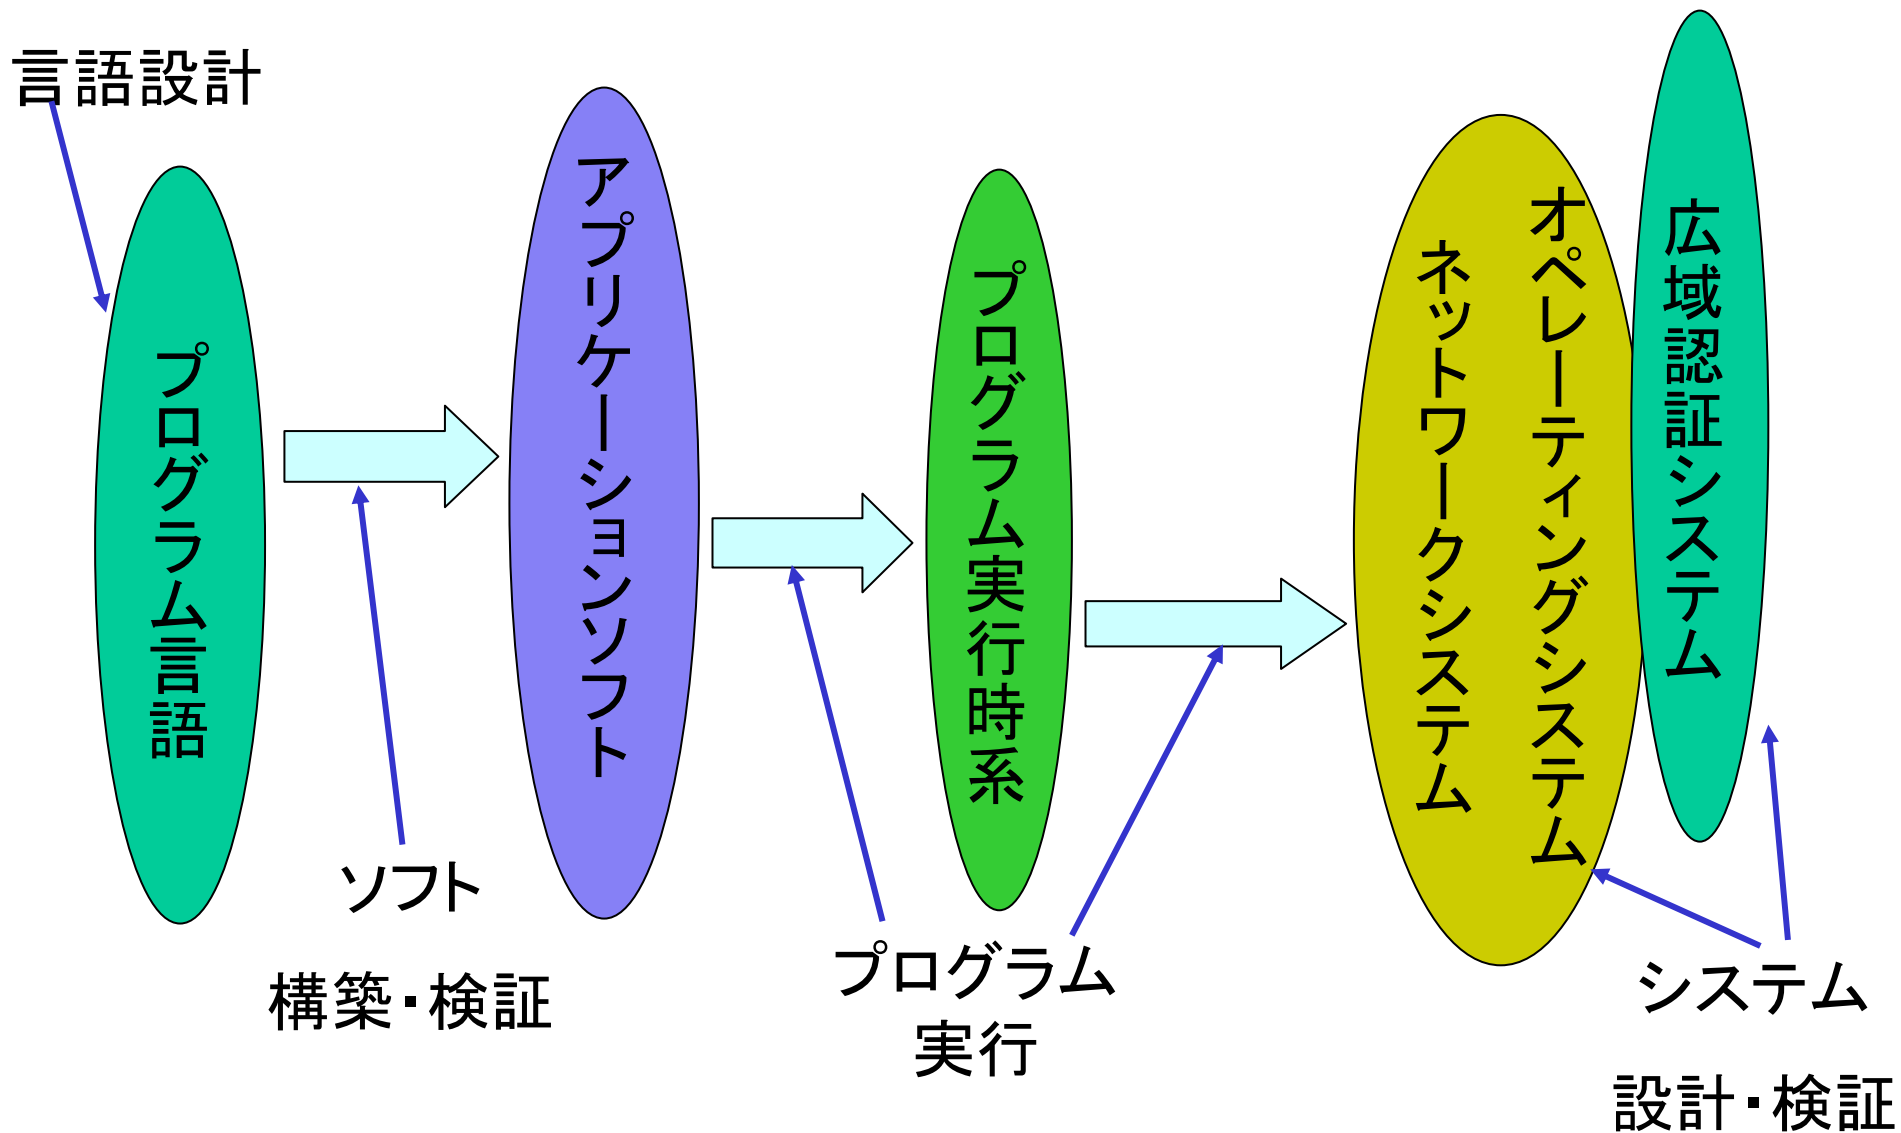 言語設計
プログラム言語
アプリケーションソフト
プログラム実行時系
オペレーティングシステム
ネットワークシステム
広域認証システム
ソフト
構築・検証
プログラム
実行
システム
設計・検証